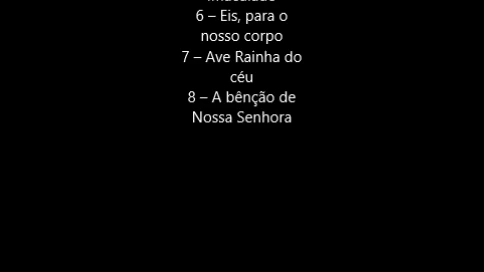 6 – Eis, para o
nosso corpo
7 – Ave Rainha do
céu
8 – A bênção de
Nossa Senhora